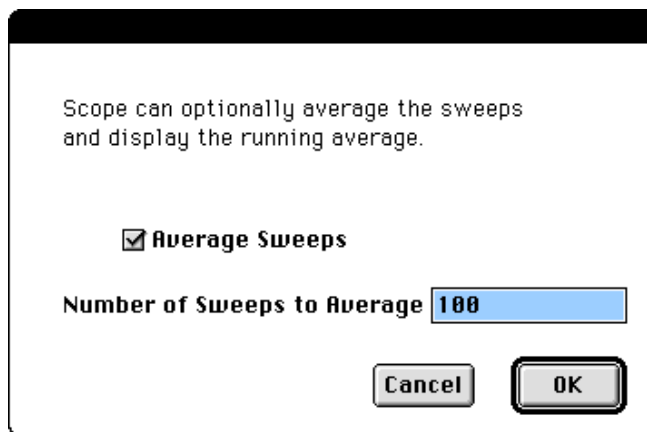 Scope can optionally average the sweeps
and display the running average.
Average Sweeps
Number of Sweeps to Average 100
Cancel OK